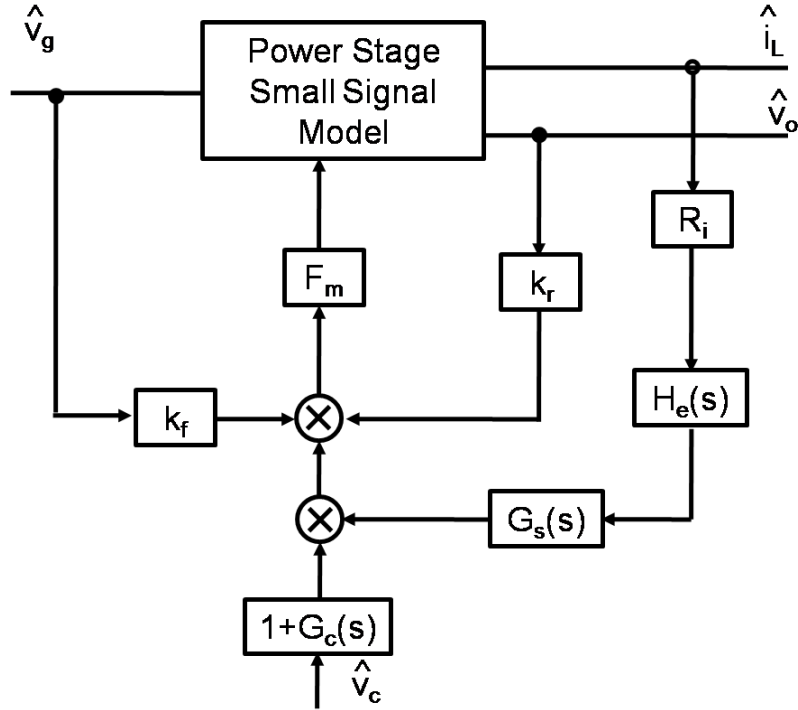 v̂g
îL
Power Stage
Small Signal
Model
v̂o
Ri
Fm
kr
kf
He(s)
Gs(s)
1+Gc(s)
v̂c